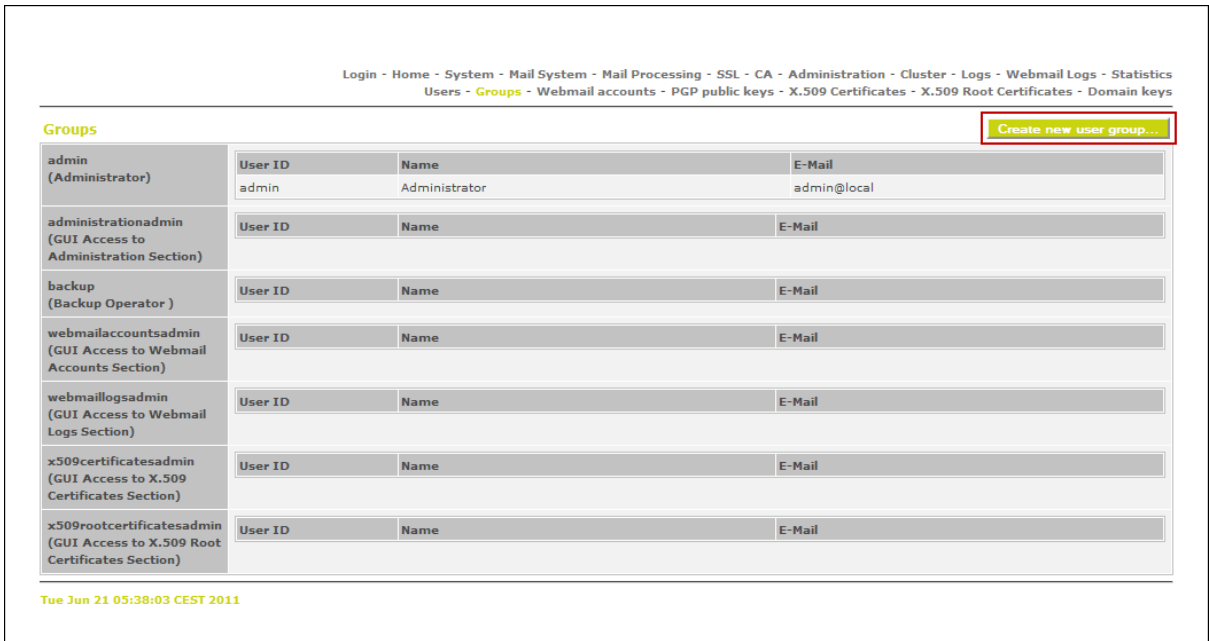 Login - Home - System - Mail System - Mail Processing - SSL - CA - Administration - Cluster - Logs - Webmail Logs - Statistics
Users - Groups - Webmail accounts - PGP public keys - X.509 Certificates - X.509 Root Certificates - Domain keys
Groups
Create new user group...
admin
(Administrator)
User ID Name E-Mail
admin Administrator admin@local
administrationadmin
(GUI Access to
Administration Section)
User ID Name E-Mail
backup
(Backup Operator )
User ID Name E-Mail
webmailaccountsadmin
(GUI Access to Webmail
Accounts Section)
User ID Name E-Mail
webmaillogsadmin
(GUI Access to Webmail
Logs Section)
User ID Name E-Mail
x509certificatesadmin
(GUI Access to X.509
Certificates Section)
User ID Name E-Mail
x509rootcertificatesadmin
(GUI Access to X.509 Root
Certificates Section)
User ID Name E-Mail
Tue Jun 21 05:38:03 CEST 2011